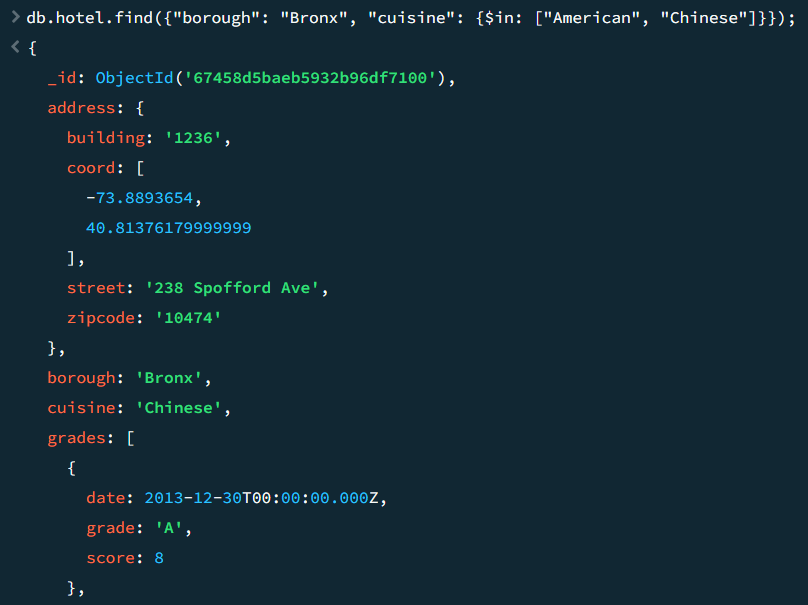 > db.hotel.find({"borough": "Bronx", "cuisine": {$in: ["American", "Chinese"]}});
< {
_id: ObjectId('67458d5baeb5932b96df7100'),
address: {
building: '1236',
coord: [
-73.8893654,
40.81376179999999
],
street: '238 Spofford Ave',
zipcode: '10474'
},
borough: 'Bronx',
cuisine: 'Chinese',
grades: [
{
date: 2013-12-30T00:00:00.000Z,
grade: 'A',
score: 8
},